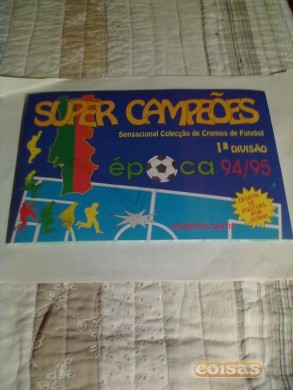 SUPER CAMPEÕES
Sensacional Colecção de Cromos de Futebol
1ª DIVISÃO
época 94/95
coisas